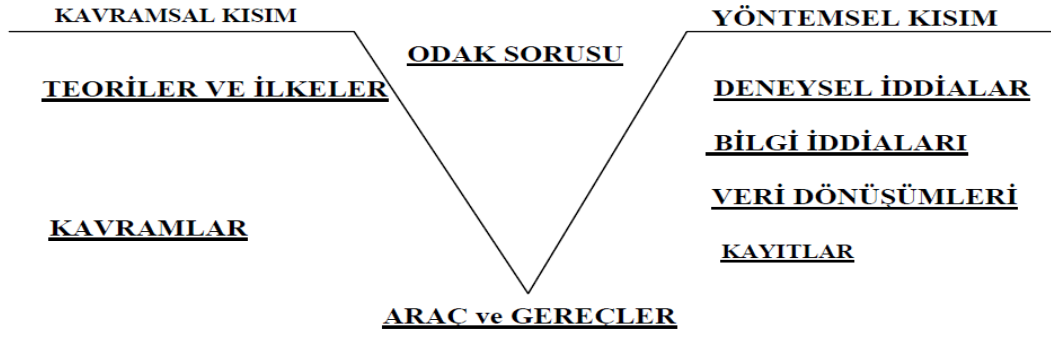 KAVRAMSAL KISIM
YÖNTEMSEL KISIM
ODAK SORUSU
TEORİLER VE İLKELER
DENEYSEL İDDİALAR
BİLGİ İDDİALARI
VERİ DÖNÜŞÜMLERİ
KAVRAMLAR
KAYITLAR
ARAÇ ve GEREÇLER